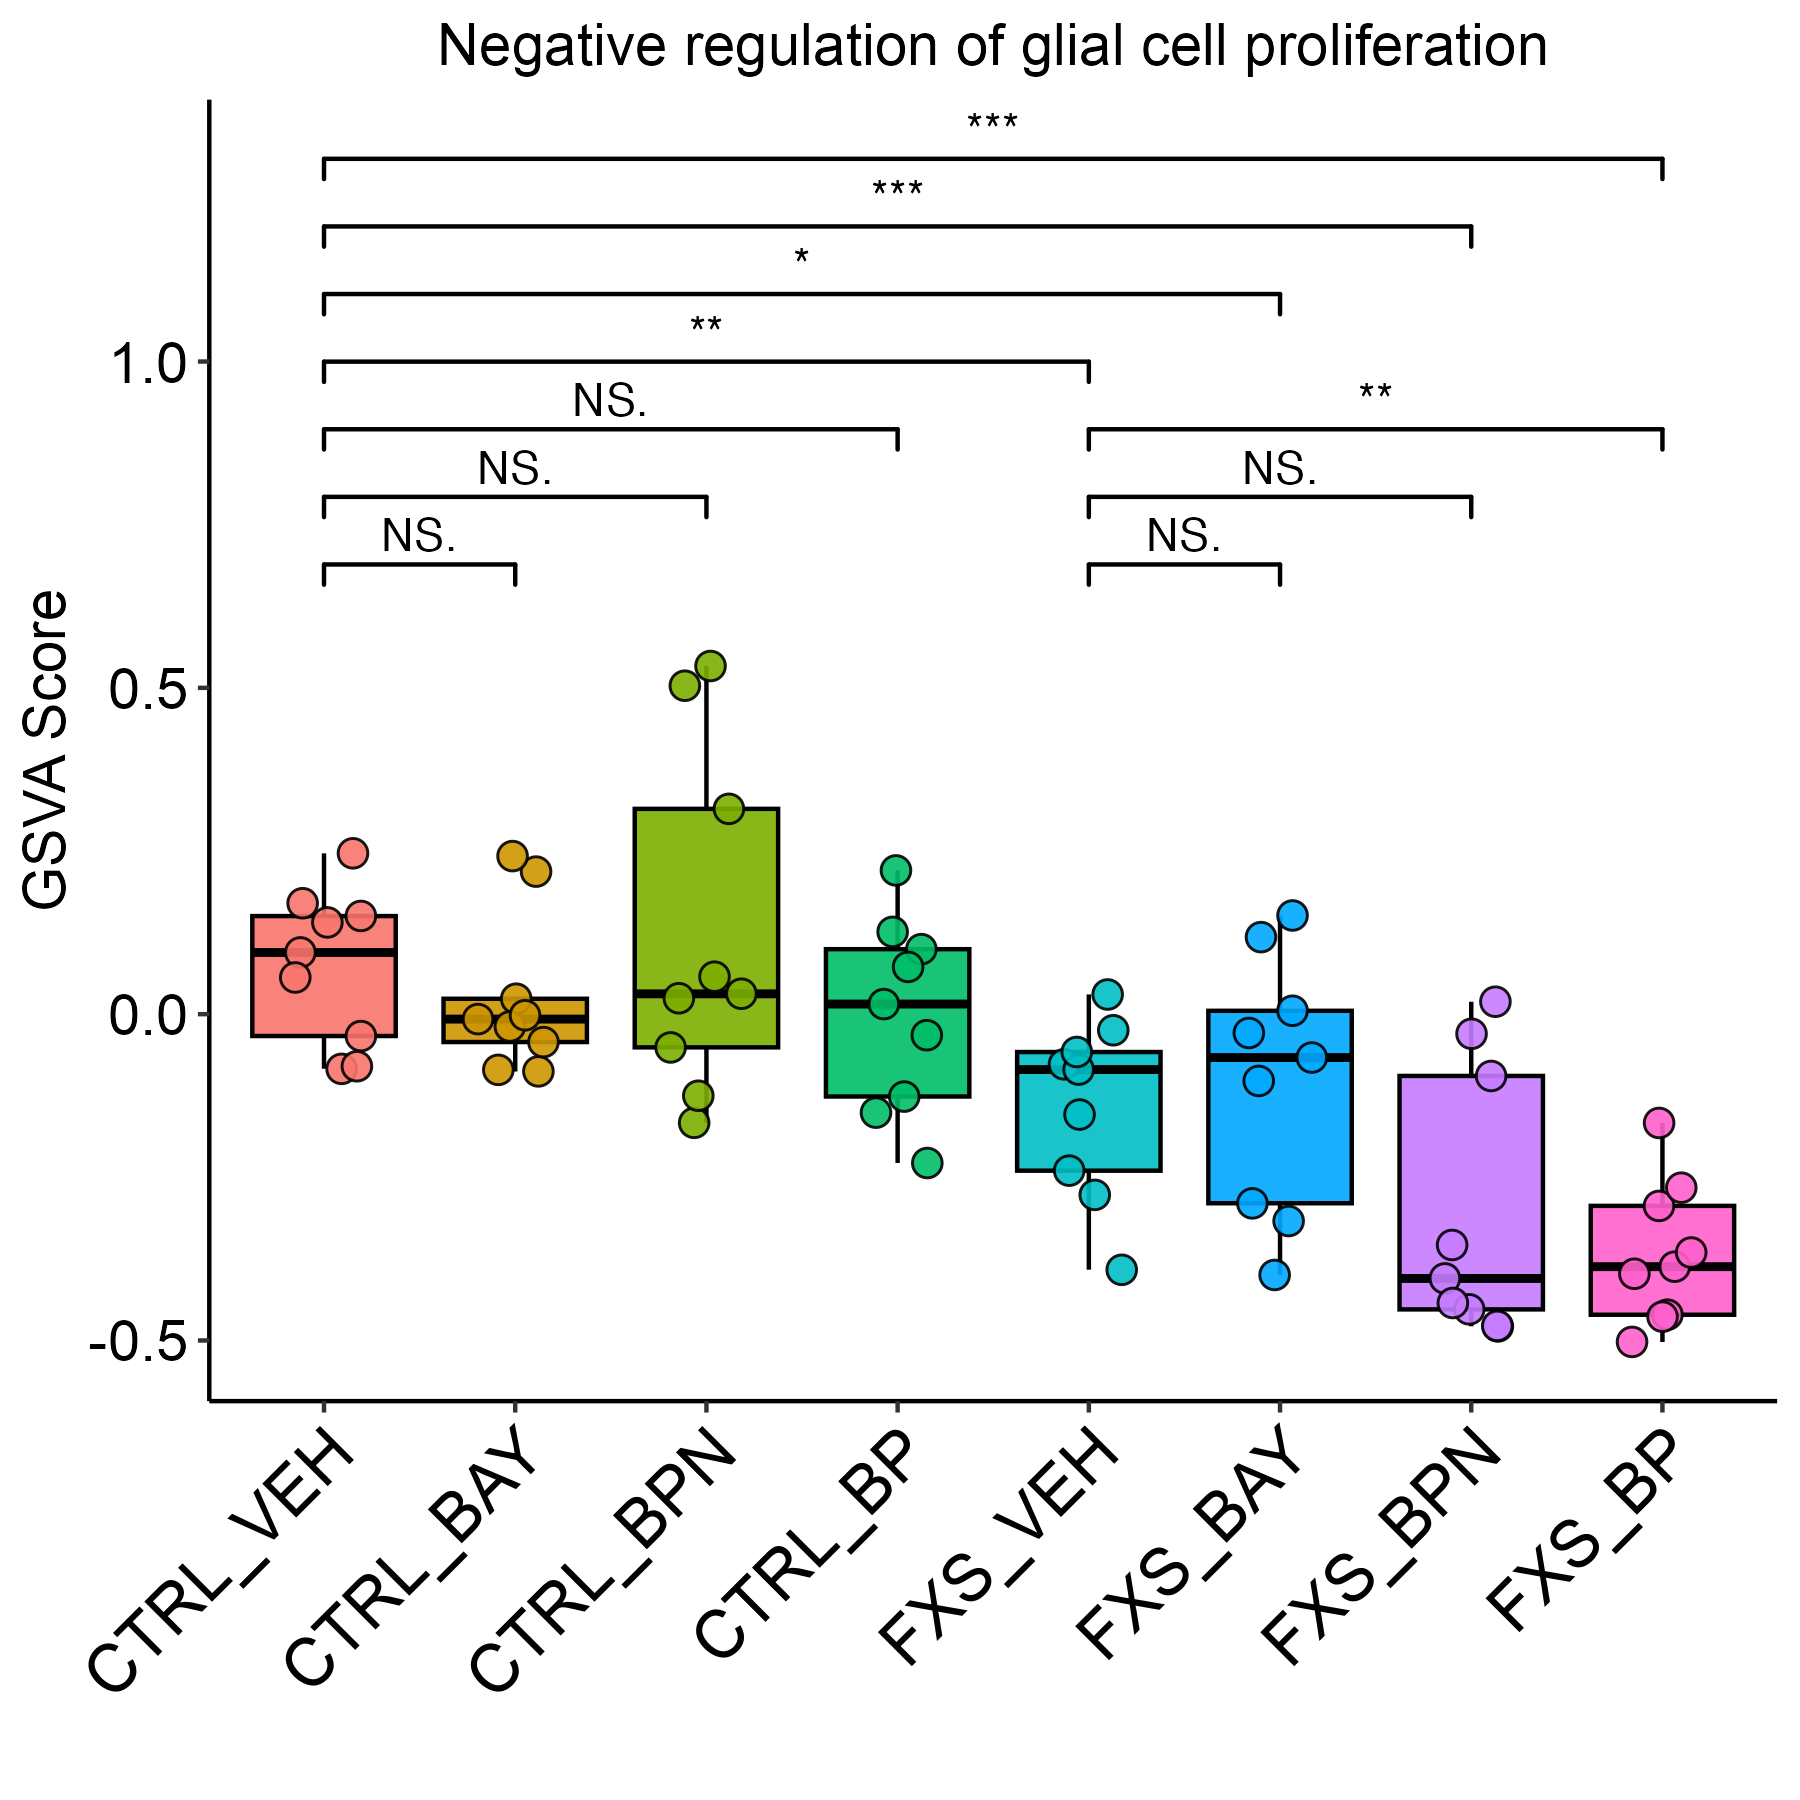 Negative regulation of glial cell proliferation
***
***
*
**
NS.
**
NS.
NS.
NS.
NS.
GSVA Score
1.0
0.5
0.0
-0.5
CTRL_VEH
CTRL_BAY
CTRL_BPN
CTRL_BP
FXS_VEH
FXS_BAY
FXS_BPN
FXS_BP